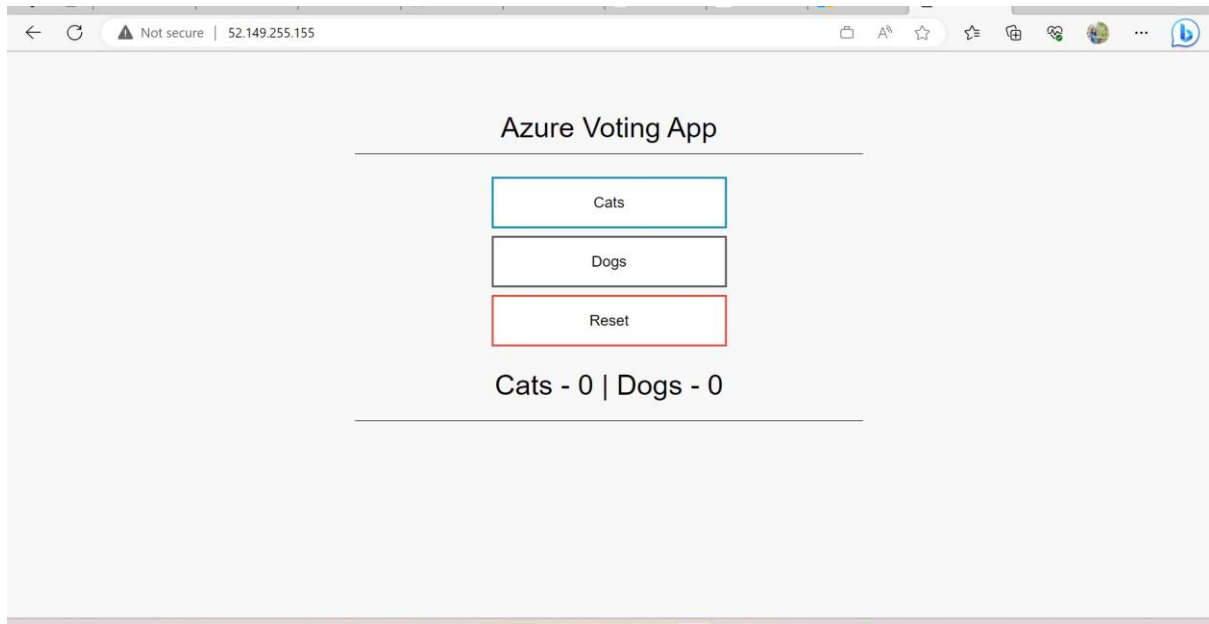 Not secure | 52.149.255.155
Azure Voting App
Cats
Dogs
Reset
Cats - 0 | Dogs - 0